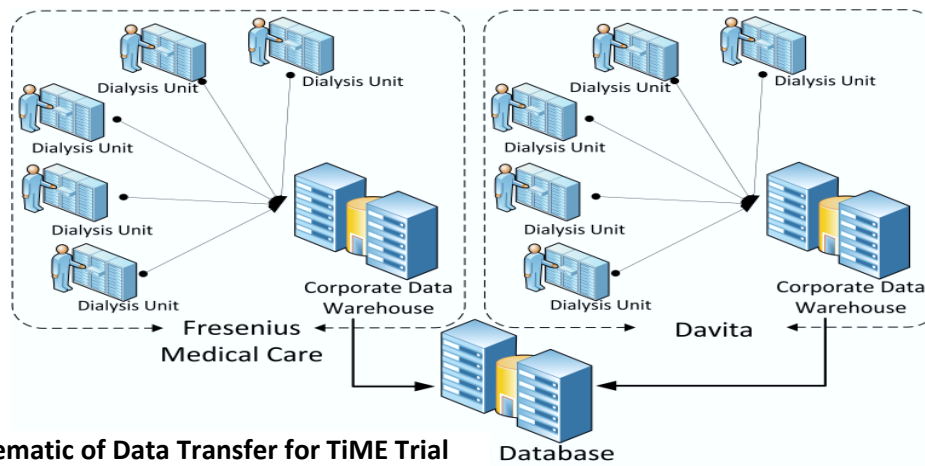 Dialysis Unit
Dialysis Unit
Dialysis Unit
Dialysis Unit
Dialysis Unit
Corporate Data
Warehouse
Fresenius
Medical Care
Dialysis Unit
Dialysis Unit
Dialysis Unit
Dialysis Unit
Dialysis Unit
Corporate Data
Warehouse
Davita
ematic of Data Transfer for TiME Trial
Database